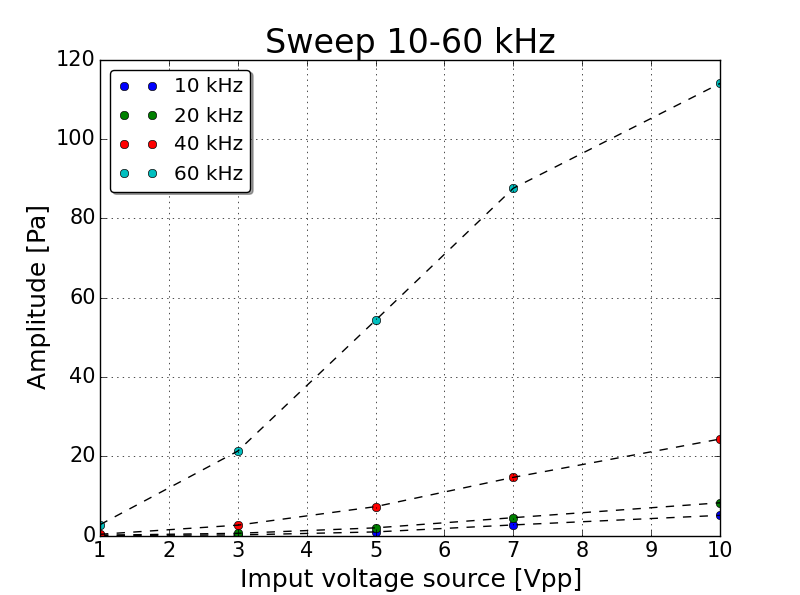 Sweep 10-60 kHz
120
100
80
60
40
20
0
Amplitude [Pa]
10 kHz
20 kHz
40 kHz
60 kHz
1 2 3 4 5 6 7 8 9 10
Imput voltage source [Vpp]